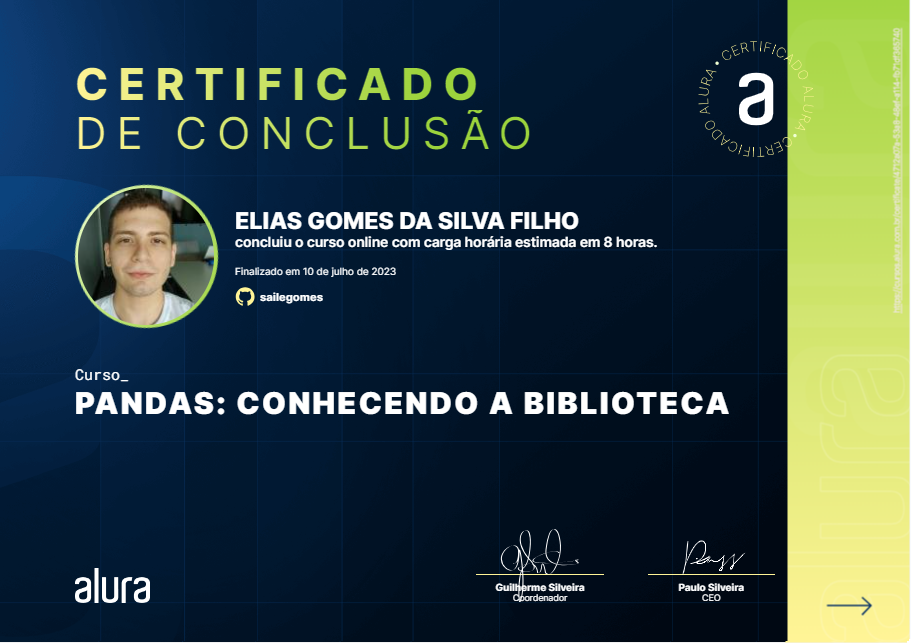 CERTIFICADO
DE CONCLUSÃO
CERTIFICADO ALURA • CERTIFICADO ALURA •
a
ELIAS GOMES DA SILVA FILHO
concluiu o curso online com carga horária estimada em 8 horas.
Finalizado em 10 de julho de 2023
sailegomes
Curso_
PANDAS: CONHECENDO A BIBLIOTECA
alura
Guilherme Silveira
Coordenador
Paulo Silveira
CEO
alura